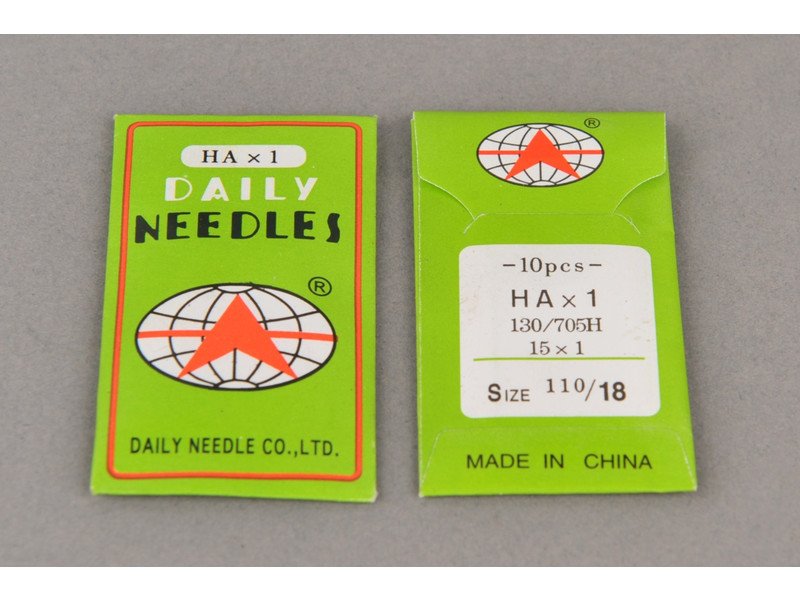 HA × 1
DAILY
NEEDLES
®
DAILY NEEDLE CO.,LTD.
®
-10pcs-
HA × 1
130/705H
15 × 1
SIZE 110/18
MADE IN CHINA